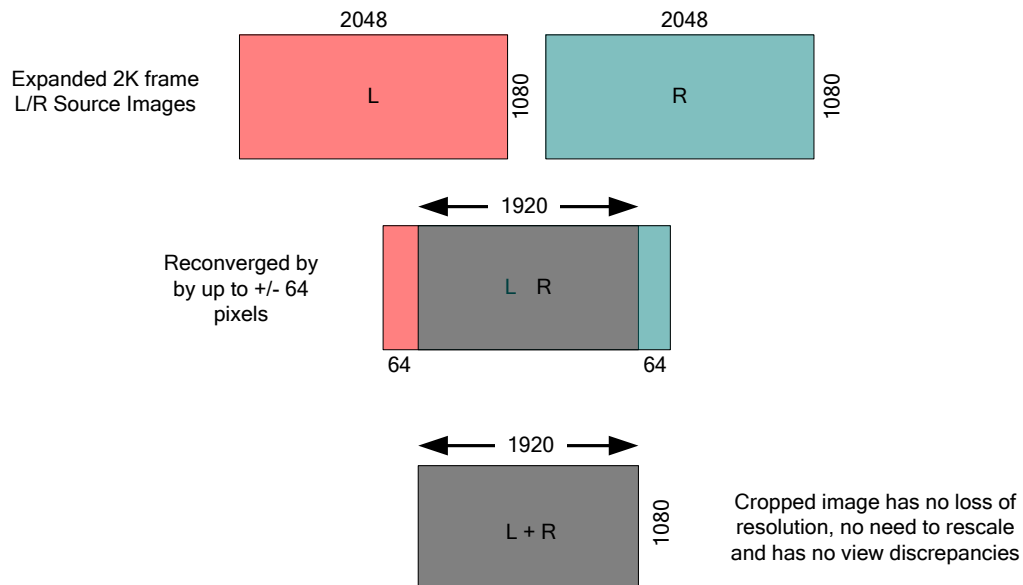 2048
2048
Expanded 2K frame
L/R Source Images
L
1080
R
1080
1920
Reconverged by
by up to +/- 64
pixels
L R
64
64
1920
L + R
1080
Cropped image has no loss of
resolution, no need to rescale
and has no view discrepancies